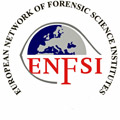 EUROPEAN NETWORK OF FORENSIC SCIENCE INSTITUTES
ENFSI